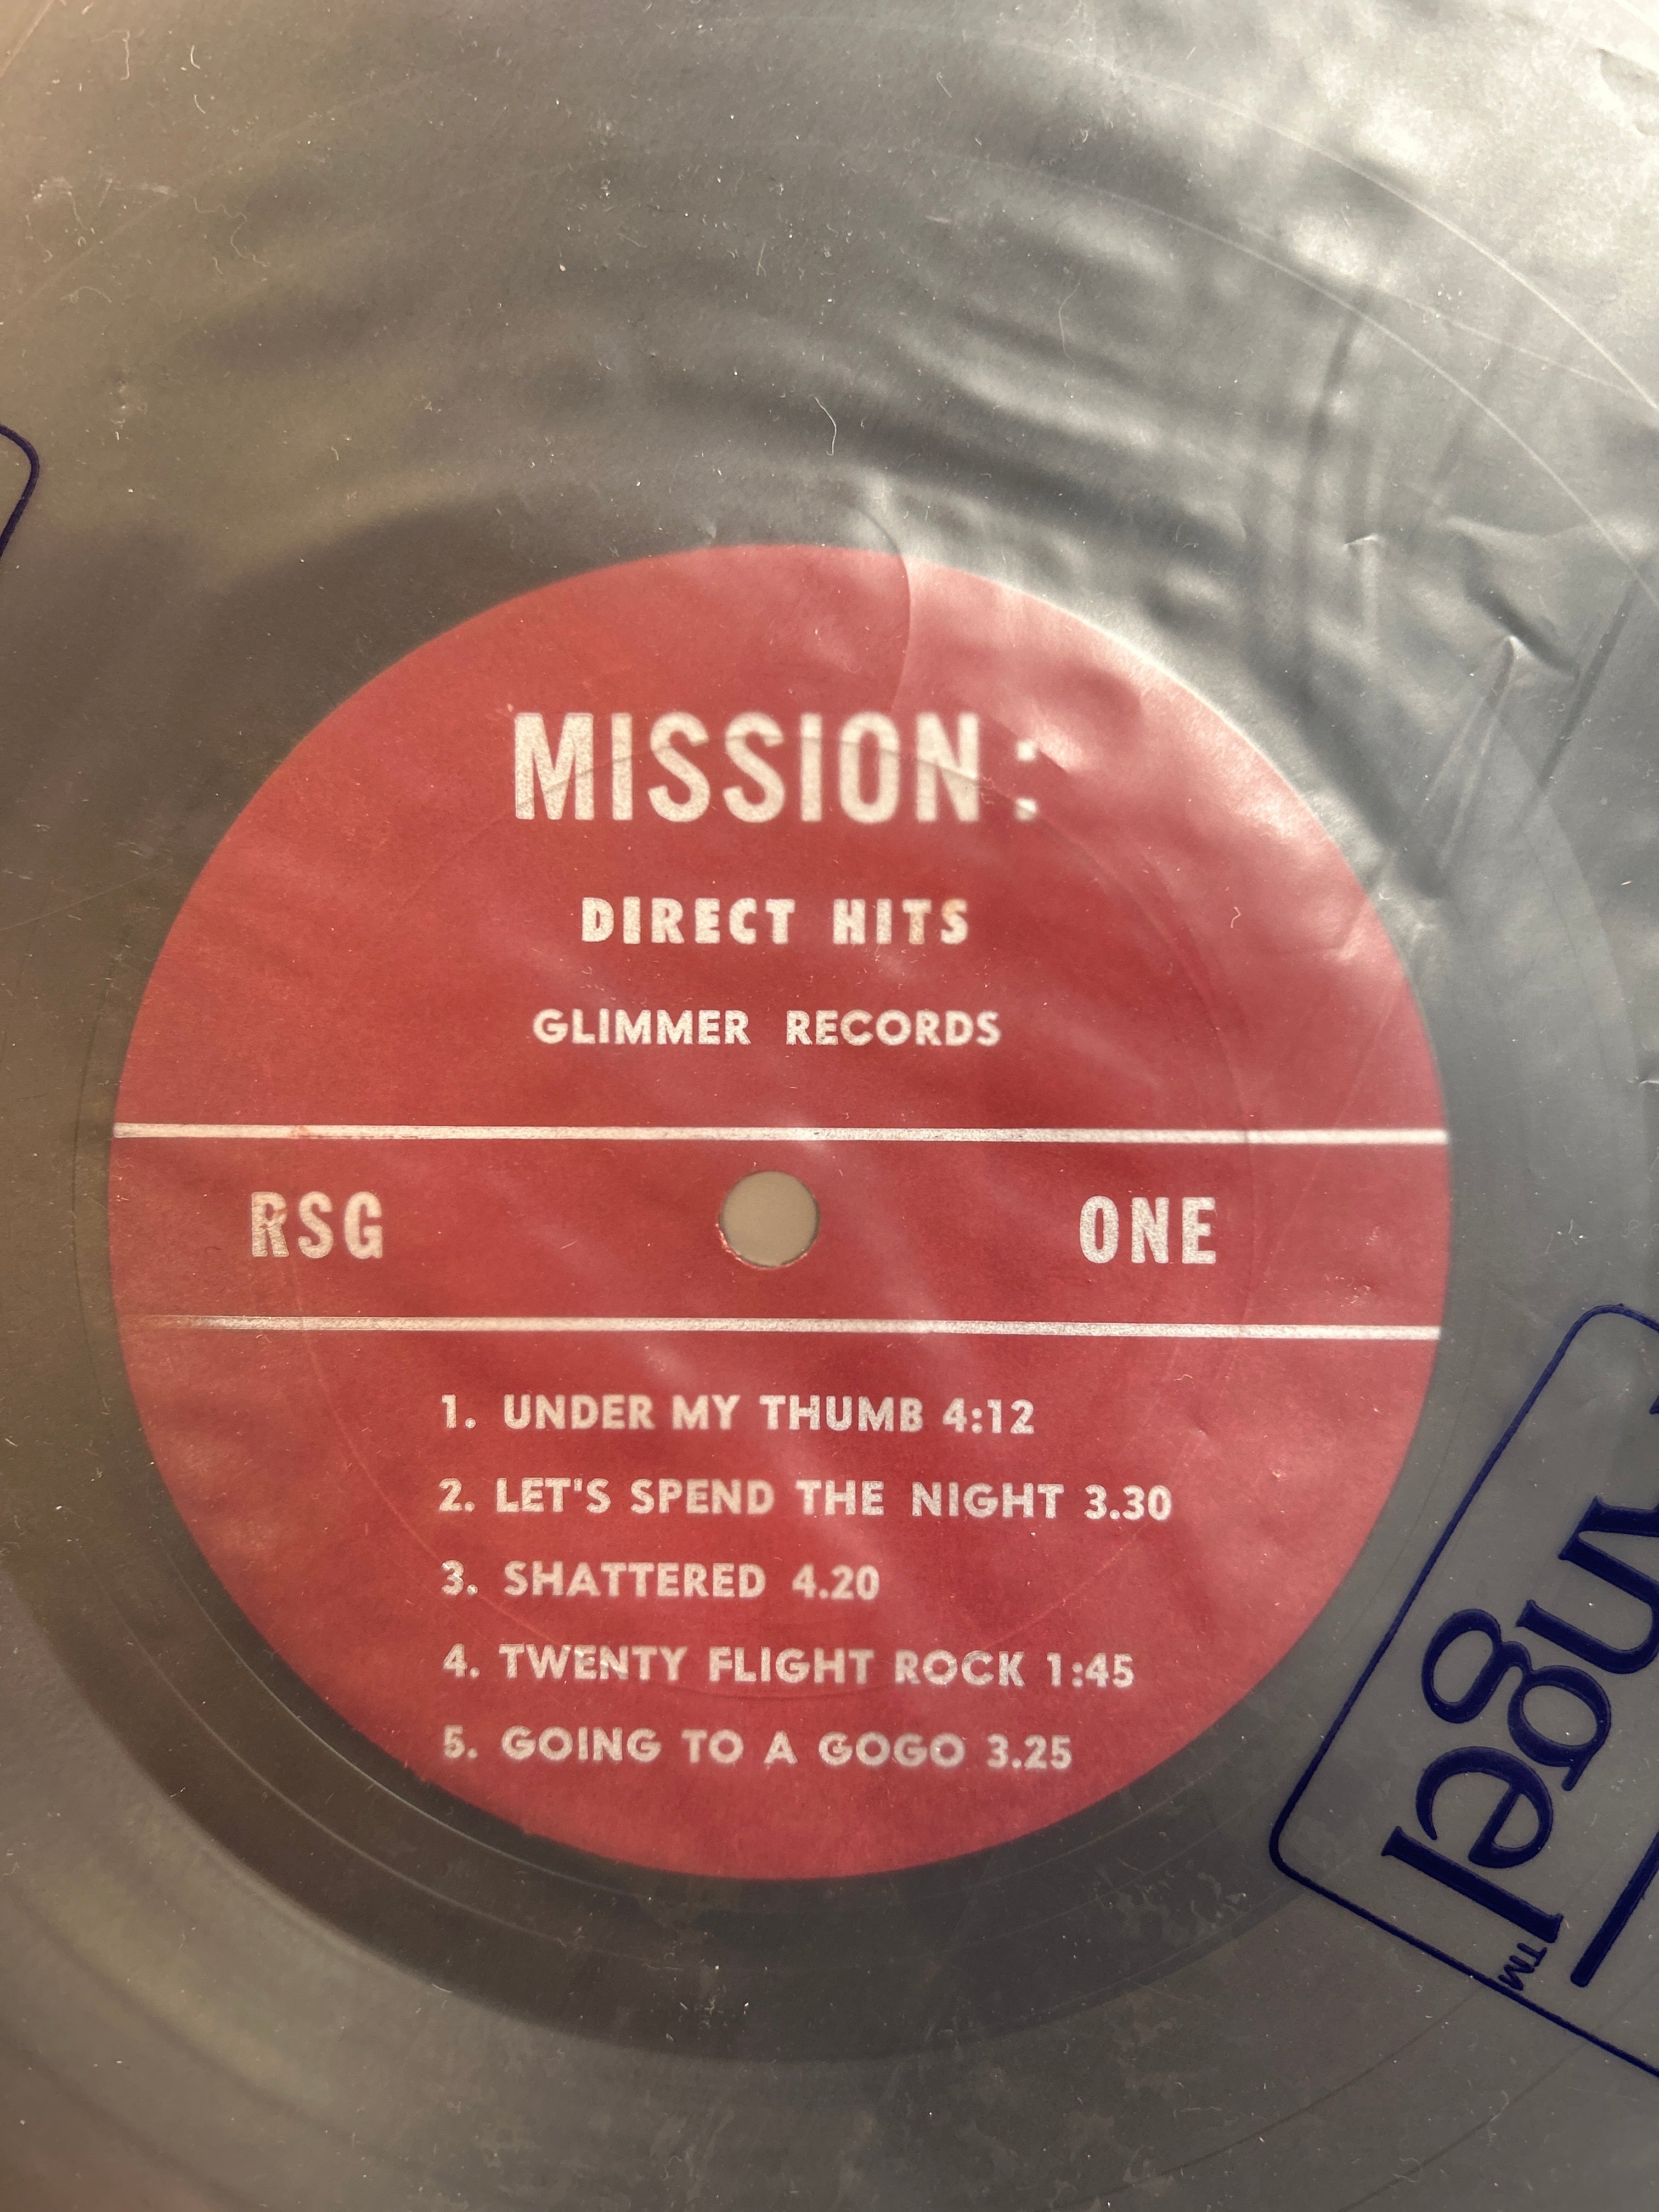 MISSION:
DIRECT HITS
GLIMMER RECORDS
RSG ONE
1. UNDER MY THUMB 4:12
2. LET'S SPEND THE NIGHT 3.30
3. SHATTERED 4.20
4. TWENTY FLIGHT ROCK 1:45
5. GOING TO A GOGO 3.25
gel™